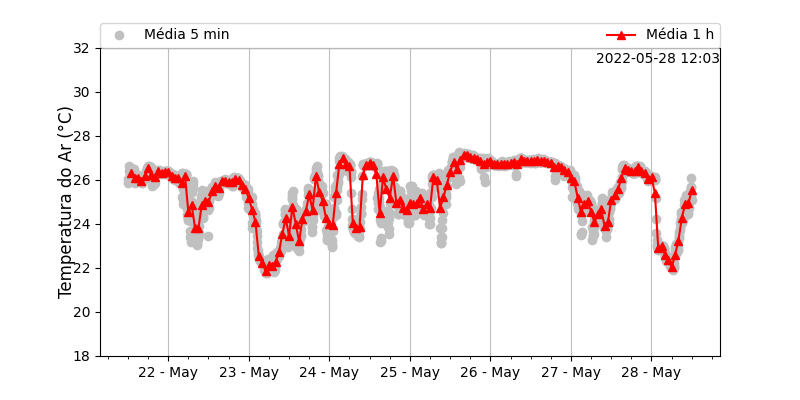 Média 5 min
Média 1 h
2022-05-28 12:03
Temperatura do Ar (°C)
32
30
28
26
24
22
20
18
22 - May
23 - May
24 - May
25 - May
26 - May
27 - May
28 - May